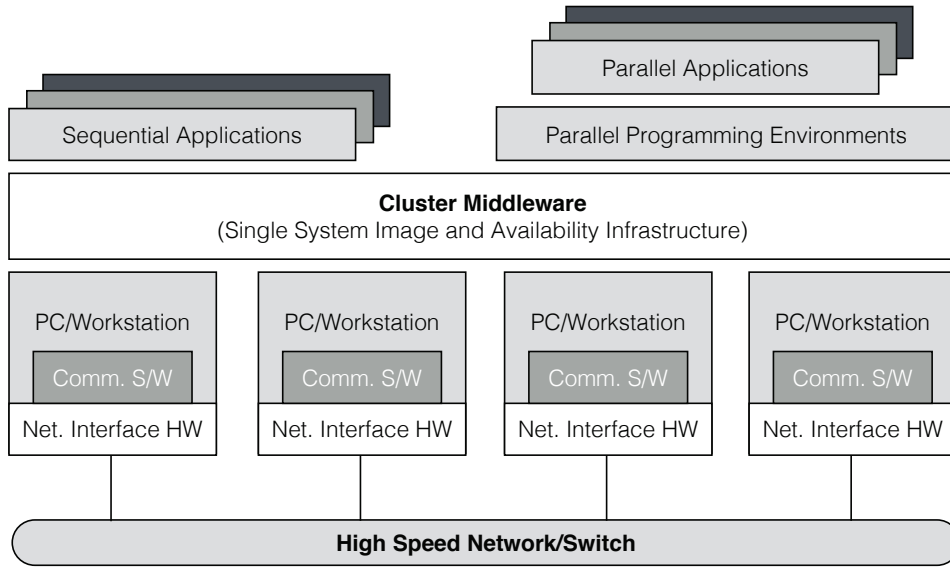 Parallel Applications
Sequential Applications
Parallel Programming Environments
Cluster Middleware
(Single System Image and Availability Infrastructure)
PC/Workstation
PC/Workstation
PC/Workstation
PC/Workstation
Comm. S/W
Comm. S/W
Comm. S/W
Comm. S/W
Net. Interface HW
Net. Interface HW
Net. Interface HW
Net. Interface HW
High Speed Network/Switch